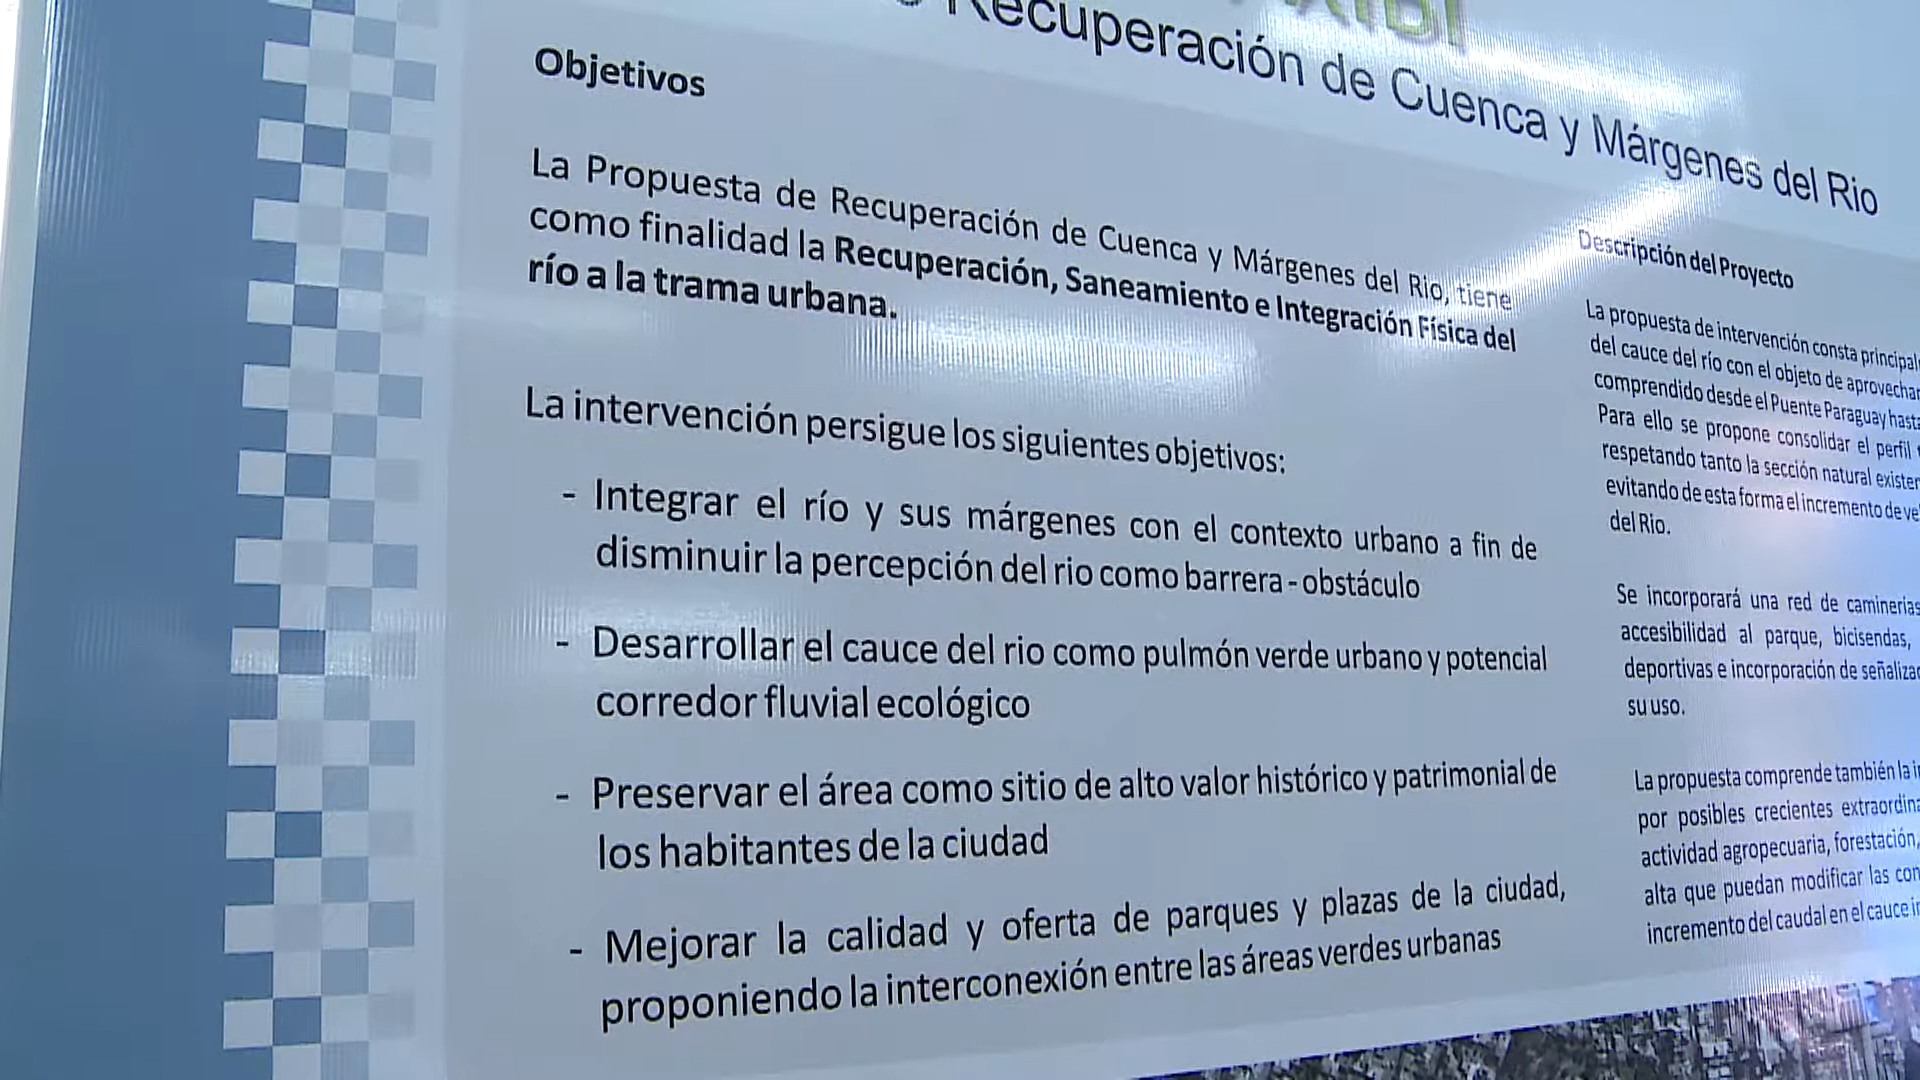 Recuperación de Cuenca y Márgenes del Rio
Objetivos
La Propuesta de Recuperación de Cuenca y Márgenes del Rio, tiene
como finalidad la Recuperación, Saneamiento e Integración Física del
río a la trama urbana.
La intervención persigue los siguientes objetivos:
- Integrar el río y sus márgenes con el contexto urbano a fin de
disminuir la percepción del rio como barrera - obstáculo
- Desarrollar el cauce del rio como pulmón verde urbano y potencial
corredor fluvial ecológico
- Preservar el área como sitio de alto valor histórico y patrimonial de
los habitantes de la ciudad
- Mejorar la calidad y oferta de parques y plazas de la ciudad,
proponiendo la interconexión entre las áreas verdes urbanas
Descripción del Proyecto
La propuesta de intervención consta
del cauce del río con el objeto de aprovechar
comprendido desde el Puente Paraguay hasta
Para ello se propone consolidar el perfil
respetando tanto la sección natural
evitando de esta forma el incremento de
del Rio.
Se incorporará una red de caminerías
accesibilidad al parque, bicisendas,
deportivas e incorporación de
su uso.
La propuesta comprende también la
por posibles crecientes
actividad agropecuaria, forestación,
alta que puedan modificar las
incremento del caudal en el cauce